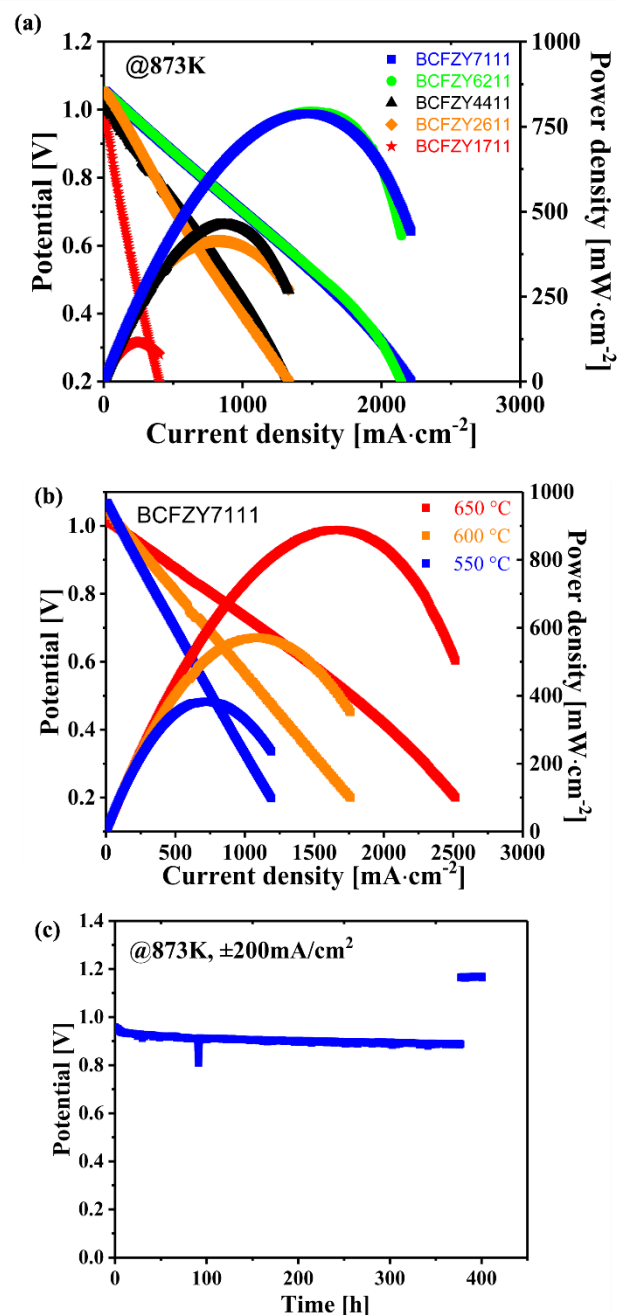 (a)
@873K
BCFZY7111
BCFZY6211
BCFZY4411
BCFZY2611
BCFZY1711
1.2
1.0
0.8
0.6
0.4
0.2
Potential [V]
1000
750
500
250
0
Power density [mW·cm⁻²]
0 1000 2000 3000
Current density [mA·cm⁻²]
(b)
BCFZY7111
650 °C
600 °C
550 °C
1.0
0.8
0.6
0.4
0.2
Potential [V]
1000
800
600
400
200
0
Power density [mW·cm⁻²]
0 500 1000 1500 2000 2500 3000
Current density [mA·cm⁻²]
(c)
@873K, ±200mA/cm²
1.4
1.2
1.0
0.8
0.6
0.4
0.2
0.0
Potential [V]
0 100 200 300 400
Time [h]